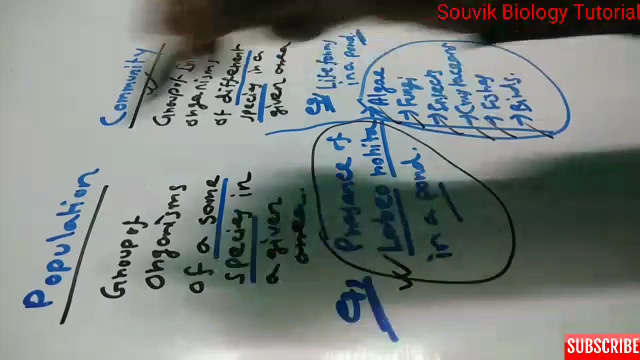 Souvik Biology Tutorial
Population
Group of
organisms
of a same
species in
a given
area.
Eg Presence of
Labeo rohita
in a pond.
Community
Group of
organisms
of different
species in a
given area
Eg Life forms
in a pond.
→ Algae
→ Fungi
→ Insects
→ Crustaceans
→ Fishes
→ Birds.
SUBSCRIBE